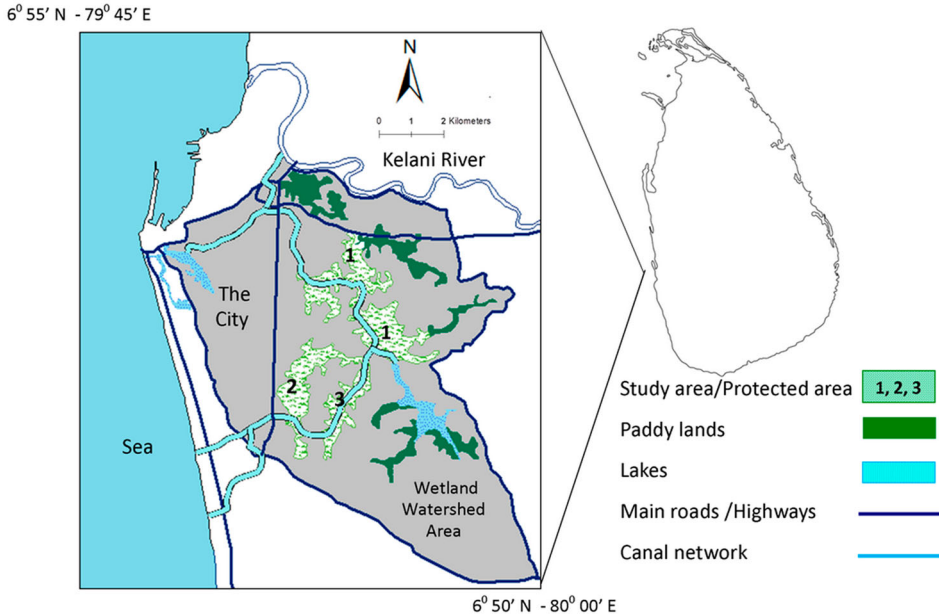 6⁰ 55' N - 79⁰ 45' E
N
0 1 2 Kilometers
Kelani River
1
The
City
1
2
3
Sea
Wetland
Watershed
Area
6⁰ 50' N - 80⁰ 00' E
Study area/Protected area 1, 2, 3
Paddy lands
Lakes
Main roads /Highways
Canal network